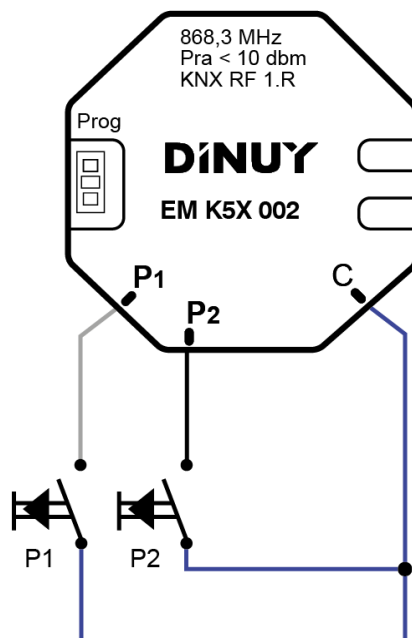 868,3 MHz
Pra < 10 dbm
KNX RF 1.R
Prog
DiNUY
EM K5X 002
P1
C
P2
P1
P2